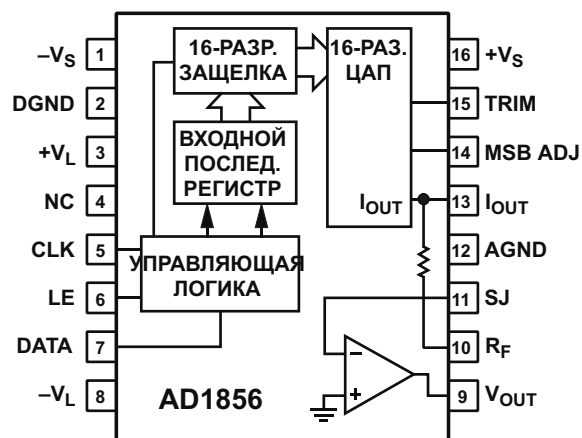 –VS 1
DGND 2
+VL 3
NC 4
CLK 5
LE 6
DATA 7
–VL 8
16-РАЗР.
ЗАЩЕЛКА
ВХОДНОЙ
ПОСЛЕД.
РЕГИСТР
УПРАВЛЯЮЩАЯ
ЛОГИКА
16-РАЗ.
ЦАП
IOUT
–
+
AD1856
16 +VS
15 TRIM
14 MSB ADJ
13 IOUT
12 AGND
11 SJ
10 RF
9 VOUT